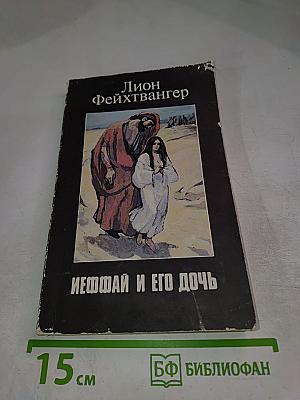 Лион
Фейхтвангер
ИЕФФАЙ И ЕГО ДОЧЬ
15 см
БФ БИБЛИОФАН